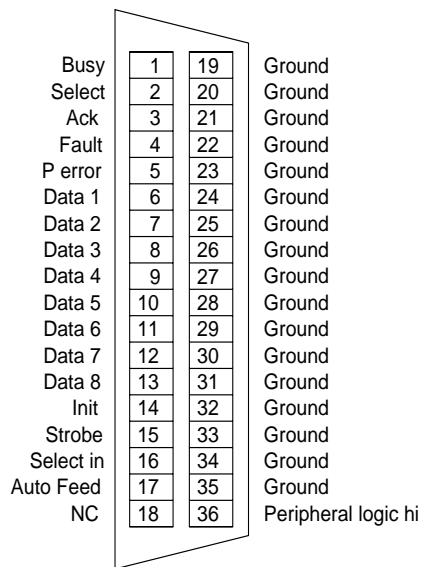 Busy 1 19 Ground
Select 2 20 Ground
Ack 3 21 Ground
Fault 4 22 Ground
P error 5 23 Ground
Data 1 6 24 Ground
Data 2 7 25 Ground
Data 3 8 26 Ground
Data 4 9 27 Ground
Data 5 10 28 Ground
Data 6 11 29 Ground
Data 7 12 30 Ground
Data 8 13 31 Ground
Init 14 32 Ground
Strobe 15 33 Ground
Select in 16 34 Ground
Auto Feed 17 35 Ground
NC 18 36 Peripheral logic hi